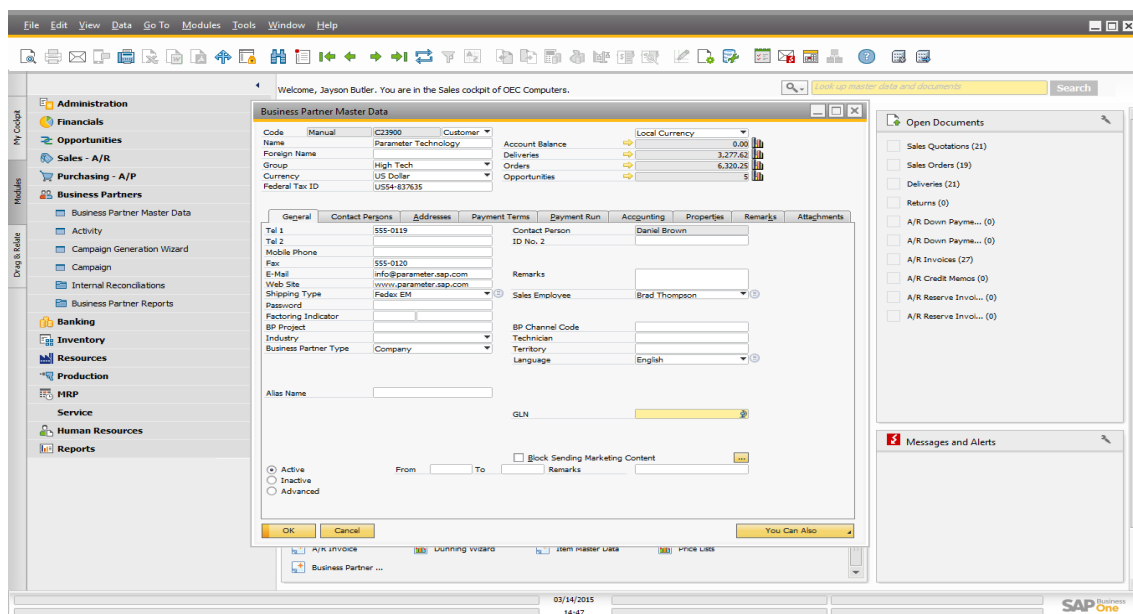 File Edit View Data Go To Modules Tools Window Help
Welcome, Jayson Butler. You are in the Sales cockpit of OEC Computers.
Look up master data and documents
Search
My Cockpit
Modules
Drag & Relate
Administration
Financials
Opportunities
Sales - A/R
Purchasing - A/P
Business Partners
Business Partner Master Data
Activity
Campaign Generation Wizard
Campaign
Internal Reconciliations
Business Partner Reports
Banking
Inventory
Resources
Production
MRP
Service
Human Resources
Reports
Business Partner Master Data
Code Manual C23900 Customer
Name Parameter Technology
Foreign Name
Group High Tech
Currency US Dollar
Federal Tax ID US54-837635
Local Currency
Account Balance 0.00
Deliveries 3,277.62
Orders 6,320.25
Opportunities 5
General Contact Persons Addresses Payment Terms Payment Run Accounting Properties Remarks Attachments
Tel 1 555-0119
Tel 2
Mobile Phone
Fax 555-0120
E-Mail info@parameter.sap.com
Web Site www.parameter.sap.com
Shipping Type Fedex EM
Password
Factoring Indicator
BP Project
Industry
Business Partner Type Company
Alias Name
Contact Person Daniel Brown
ID No. 2
Remarks
Sales Employee Brad Thompson
BP Channel Code
Technician
Territory
Language English
GLN
Block Sending Marketing Content
...
Active From To Remarks
Inactive
Advanced
OK Cancel You Can Also
A/R Invoice Dunning Wizard Item Master Data Price Lists
Business Partner ...
Open Documents
Sales Quotations (21)
Sales Orders (19)
Deliveries (21)
Returns (0)
A/R Down Payme... (0)
A/R Down Payme... (0)
A/R Invoices (27)
A/R Credit Memos (0)
A/R Reserve Invoi... (0)
A/R Reserve Invoi... (0)
Messages and Alerts
03/14/2015
14:47
SAP Business One